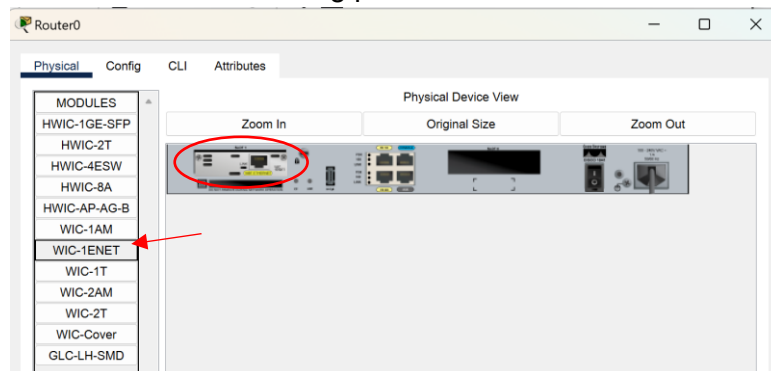 Router0
Physical Config CLI Attributes
MODULES
HWIC-1GE-SFP
HWIC-2T
HWIC-4ESW
HWIC-8A
HWIC-AP-AG-B
WIC-1AM
WIC-1ENET
WIC-1T
WIC-2AM
WIC-2T
WIC-Cover
GLC-LH-SMD
Physical Device View
Zoom In Original Size Zoom Out